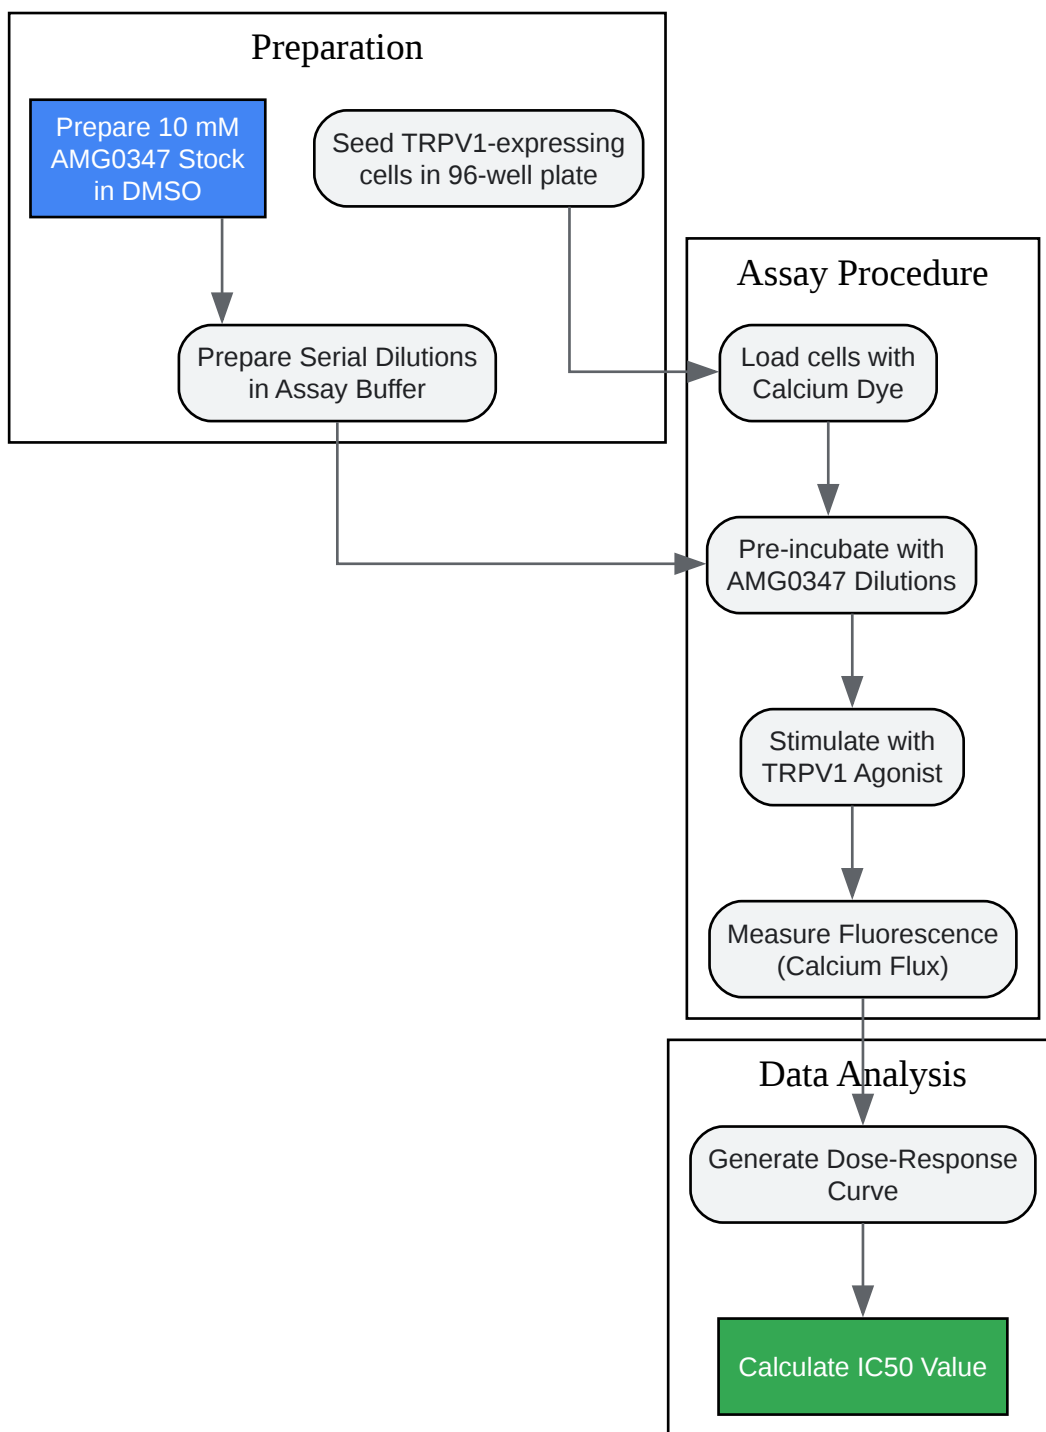 Preparation
Prepare 10 mM
AMG0347 Stock
in DMSO
Seed TRPV1-expressing
cells in 96-well plate
Prepare Serial Dilutions
in Assay Buffer
Assay Procedure
Load cells with
Calcium Dye
Pre-incubate with
AMG0347 Dilutions
Stimulate with
TRPV1 Agonist
Measure Fluorescence
(Calcium Flux)
Data Analysis
Generate Dose-Response
Curve
Calculate IC50 Value